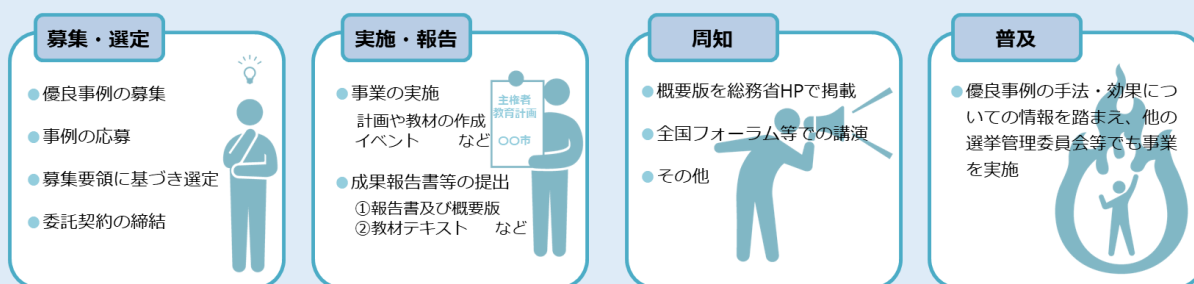 募集・選定
優良事例の募集
事例の応募
募集要領に基づき選定
委託契約の締結
実施・報告
事業の実施
計画や教材の作成
イベント など
主権者
教育計画
〇〇市
成果報告書等の提出
①報告書及び概要版
②教材テキスト など
周知
概要版を総務省HPで掲載
全国フォーラム等での講演
その他
普及
優良事例の手法・効果につ
いての情報を踏まえ、他の
選挙管理委員会等でも事業
を実施